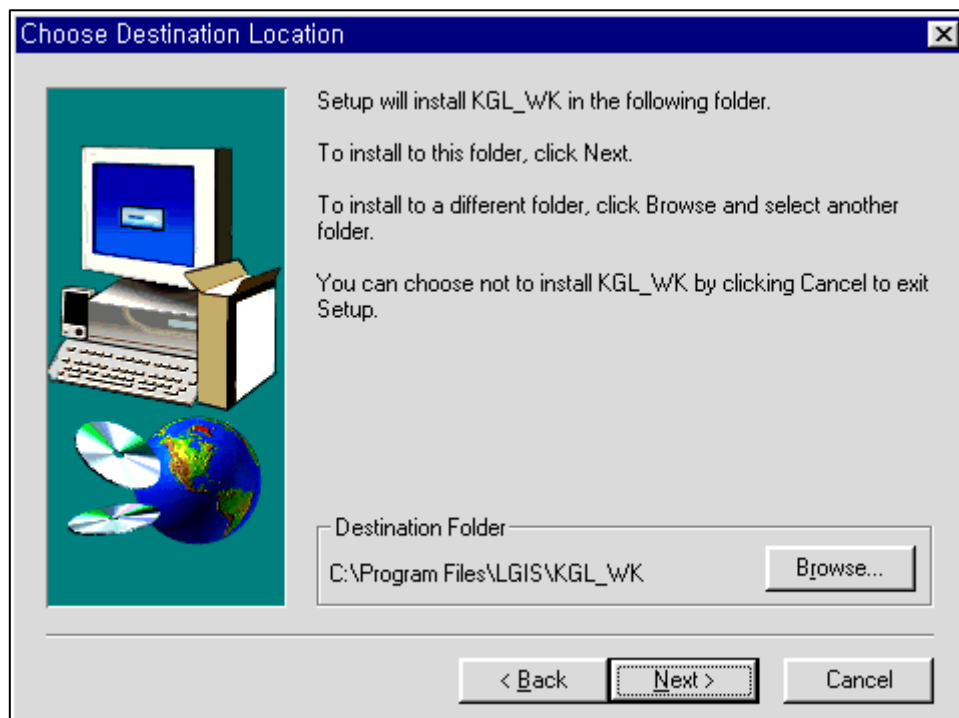 Choose Destination Location
Setup will install KGL_WK in the following folder.
To install to this folder, click Next.
To install to a different folder, click Browse and select another
folder.
You can choose not to install KGL_WK by clicking Cancel to exit
Setup.
Destination Folder
C:\Program Files\LGIS\KGL_WK
Browse...
< Back
Next >
Cancel